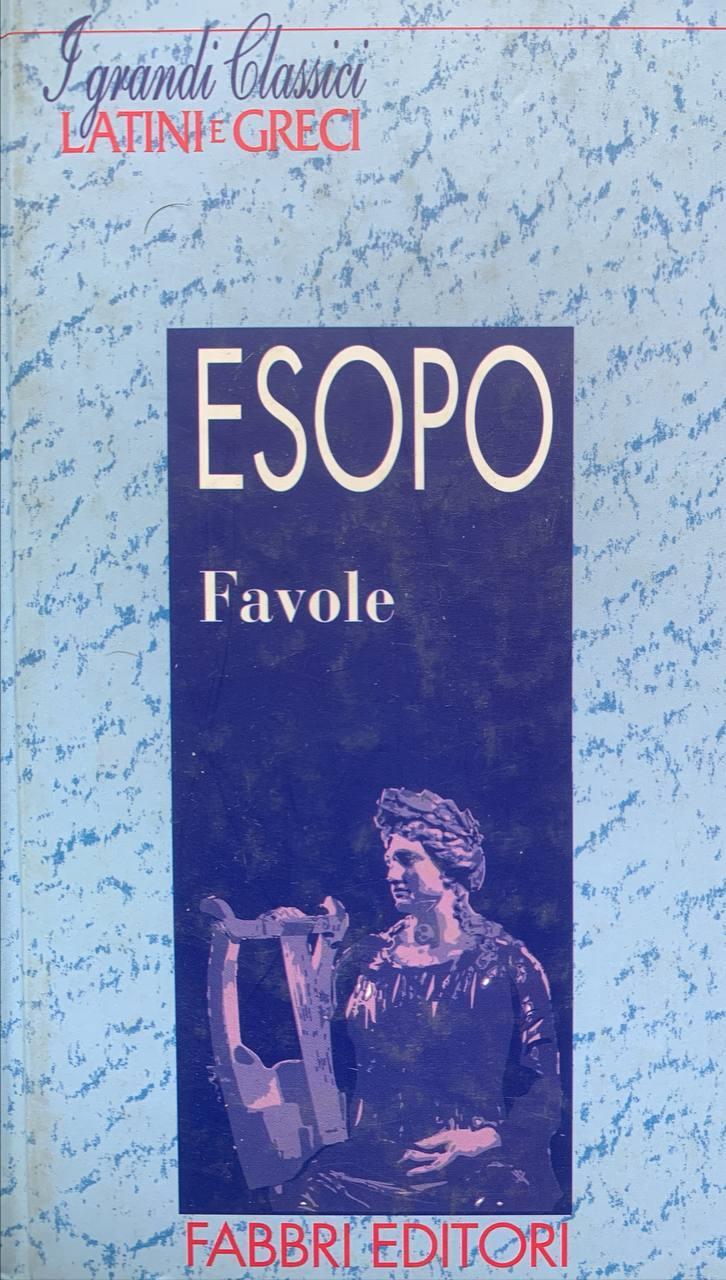 I grandi Classici
LATINI E GRECI
ESOPO
Favole
FABBRI EDITORI